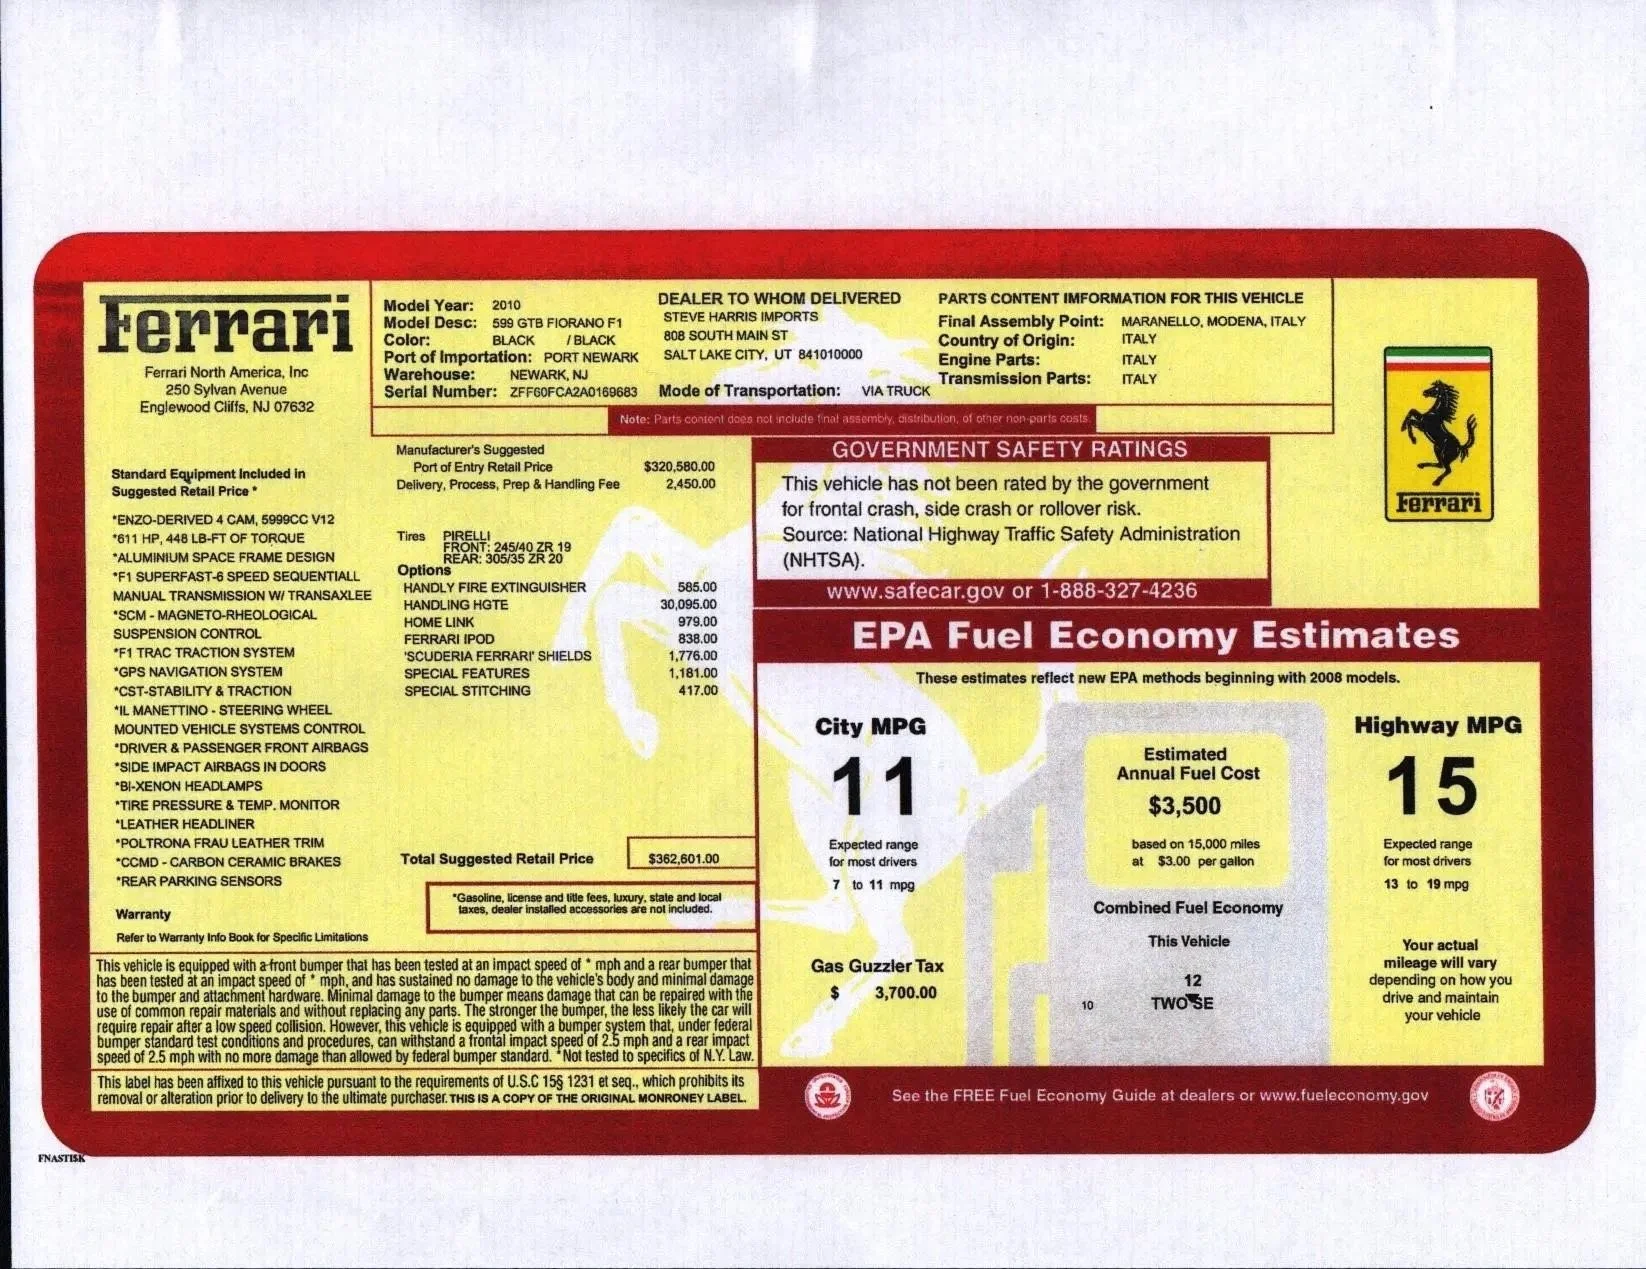 Ferrari
Ferrari North America, Inc
250 Sylvan Avenue
Englewood Cliffs, NJ 07632
Model Year: 2010
Model Desc: 599 GTB FIORANO F1
Color: BLACK / BLACK
Port of Importation: PORT NEWARK
Warehouse: NEWARK, NJ
Serial Number: ZFF60FCA2A0169683
DEALER TO WHOM DELIVERED
STEVE HARRIS IMPORTS
808 SOUTH MAIN ST
SALT LAKE CITY, UT 841010000
Mode of Transportation: VIA TRUCK
PARTS CONTENT IMFORMATION FOR THIS VEHICLE
Final Assembly Point: MARANELLO, MODENA, ITALY
Country of Origin: ITALY
Engine Parts: ITALY
Transmission Parts: ITALY
Note: Parts content does not include final assembly, distribution, of other non-parts costs.
Ferrari
Standard Equipment Included in
Suggested Retail Price *
*ENZO-DERIVED 4 CAM, 5999CC V12
*611 HP, 448 LB-FT OF TORQUE
*ALUMINIUM SPACE FRAME DESIGN
*F1 SUPERFAST-6 SPEED SEQUENTIALL
MANUAL TRANSMISSION W/ TRANSAXLEE
*SCM - MAGNETO-RHEOLOGICAL
SUSPENSION CONTROL
*F1 TRAC TRACTION SYSTEM
*GPS NAVIGATION SYSTEM
*CST-STABILITY & TRACTION
*IL MANETTINO - STEERING WHEEL
MOUNTED VEHICLE SYSTEMS CONTROL
*DRIVER & PASSENGER FRONT AIRBAGS
*SIDE IMPACT AIRBAGS IN DOORS
*BI-XENON HEADLAMPS
*TIRE PRESSURE & TEMP. MONITOR
*LEATHER HEADLINER
*POLTRONA FRAU LEATHER TRIM
*CCMD - CARBON CERAMIC BRAKES
*REAR PARKING SENSORS
Warranty
Refer to Warranty Info Book for Specific Limitations
Manufacturer's Suggested
Port of Entry Retail Price $320,580.00
Delivery, Process, Prep & Handling Fee 2,450.00
Tires PIRELLI
FRONT: 245/40 ZR 19
REAR: 305/35 ZR 20
Options
HANDLY FIRE EXTINGUISHER 585.00
HANDLING HGTE 30,095.00
HOME LINK 979.00
FERRARI IPOD 838.00
'SCUDERIA FERRARI' SHIELDS 1,776.00
SPECIAL FEATURES 1,181.00
SPECIAL STITCHING 417.00
Total Suggested Retail Price $362,601.00
*Gasoline, license and title fees, luxury, state and local
taxes, dealer installed accessories are not included.
GOVERNMENT SAFETY RATINGS
This vehicle has not been rated by the government
for frontal crash, side crash or rollover risk.
Source: National Highway Traffic Safety Administration
(NHTSA).
www.safecar.gov or 1-888-327-4236
EPA Fuel Economy Estimates
These estimates reflect new EPA methods beginning with 2008 models.
City MPG
11
Expected range
for most drivers
7 to 11 mpg
Gas Guzzler Tax
$ 3,700.00
Estimated
Annual Fuel Cost
$3,500
based on 15,000 miles
at $3.00 per gallon
Combined Fuel Economy
This Vehicle
12
10 TWO SE
Highway MPG
15
Expected range
for most drivers
13 to 19 mpg
Your actual
mileage will vary
depending on how you
drive and maintain
your vehicle
This vehicle is equipped with a front bumper that has been tested at an impact speed of * mph and a rear bumper that
has been tested at an impact speed of * mph, and has sustained no damage to the vehicle's body and minimal damage
to the bumper and attachment hardware. Minimal damage to the bumper means damage that can be repaired with the
use of common repair materials and without replacing any parts. The stronger the bumper, the less likely the car will
require repair after a low speed collision. However, this vehicle is equipped with a bumper system that, under federal
bumper standard test conditions and procedures, can withstand a frontal impact speed of 2.5 mph and a rear impact
speed of 2.5 mph with no more damage than allowed by federal bumper standard. *Not tested to specifics of N.Y. Law.
This label has been affixed to this vehicle pursuant to the requirements of U.S.C 15§ 1231 et seq., which prohibits its
removal or alteration prior to delivery to the ultimate purchaser. THIS IS A COPY OF THE ORIGINAL MONRONEY LABEL.
See the FREE Fuel Economy Guide at dealers or www.fueleconomy.gov
FNASTI$K